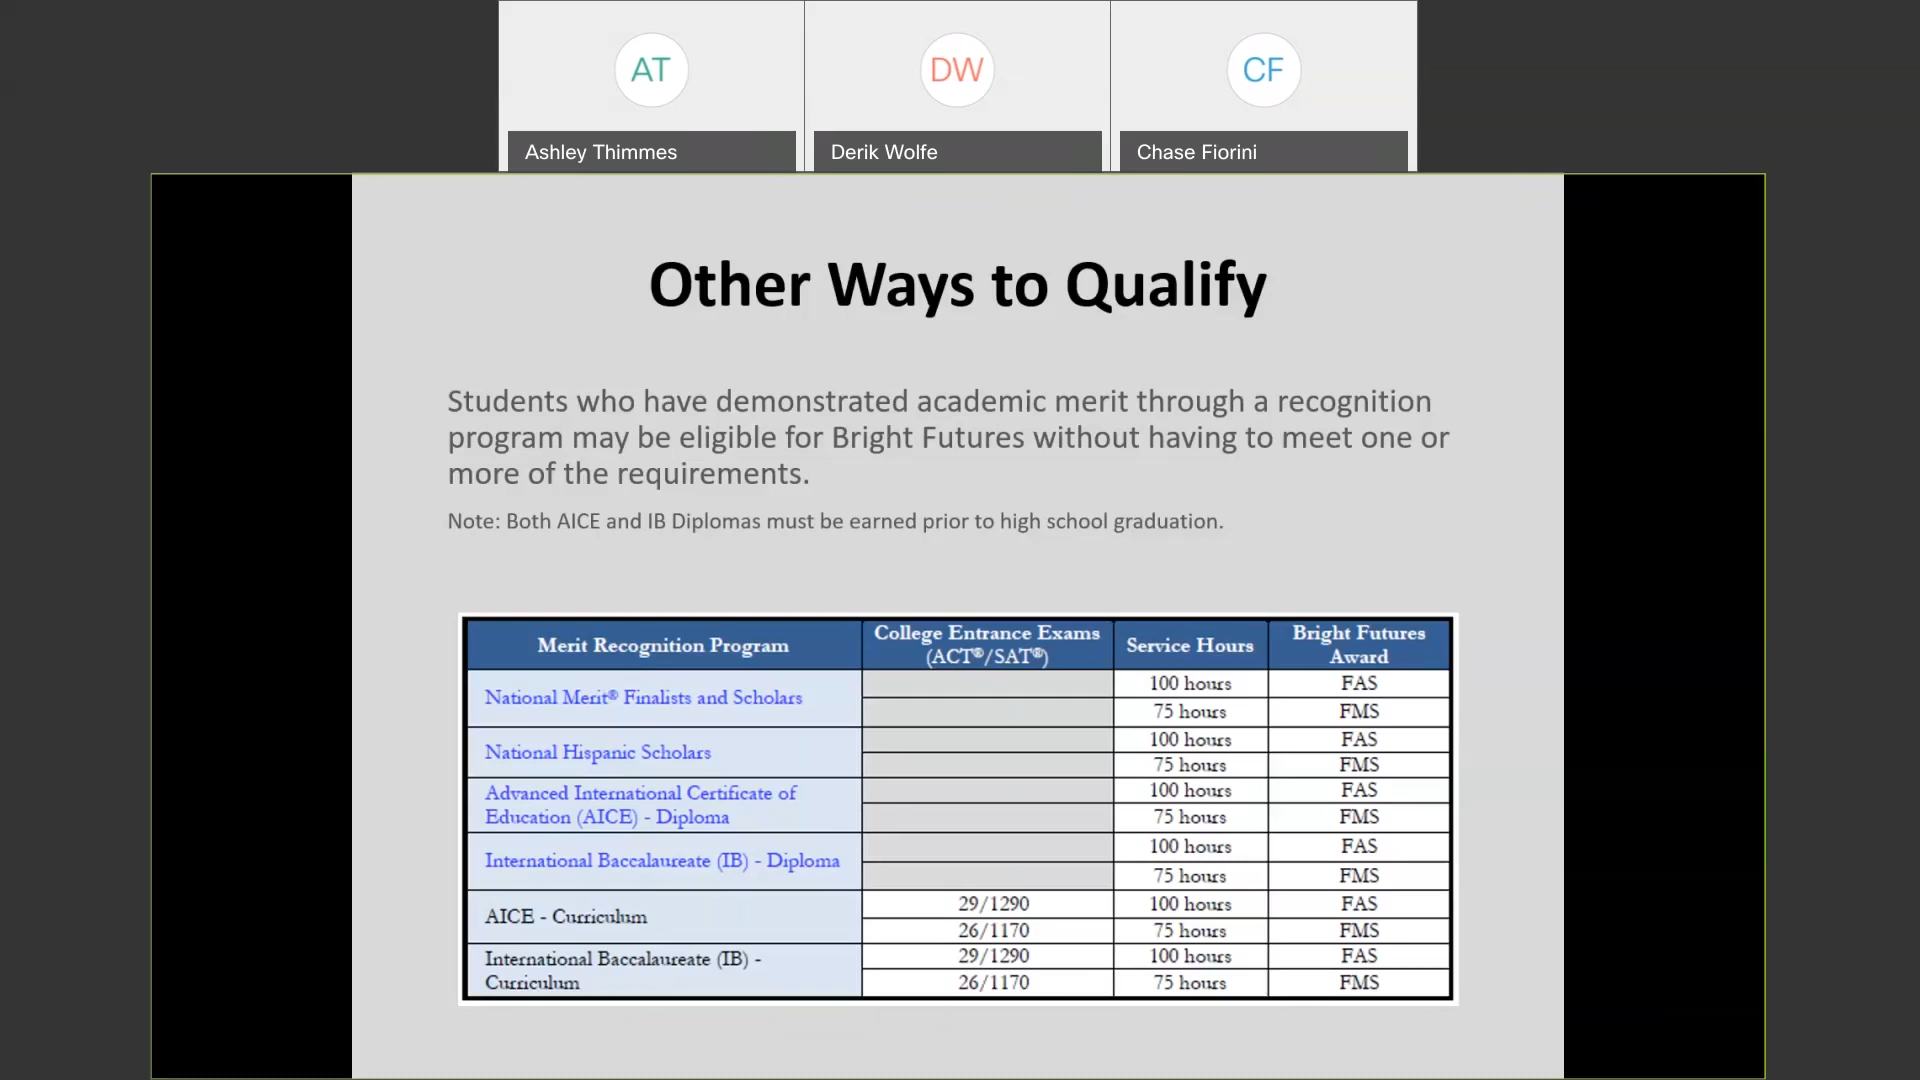 AT
DW
CF
Ashley Thimmes
Derik Wolfe
Chase Fiorini
Other Ways to Qualify
Students who have demonstrated academic merit through a recognition
program may be eligible for Bright Futures without having to meet one or
more of the requirements.
Note: Both AICE and IB Diplomas must be earned prior to high school graduation.
Merit Recognition Program
College Entrance Exams
(ACT®/SAT®)
Service Hours
Bright Futures
Award
National Merit® Finalists and Scholars
100 hours FAS
75 hours FMS
National Hispanic Scholars
100 hours FAS
75 hours FMS
Advanced International Certificate of
Education (AICE) - Diploma
100 hours FAS
75 hours FMS
International Baccalaureate (IB) - Diploma
100 hours FAS
75 hours FMS
AICE - Curriculum
29/1290 100 hours FAS
26/1170 75 hours FMS
International Baccalaureate (IB) -
Curriculum
29/1290 100 hours FAS
26/1170 75 hours FMS